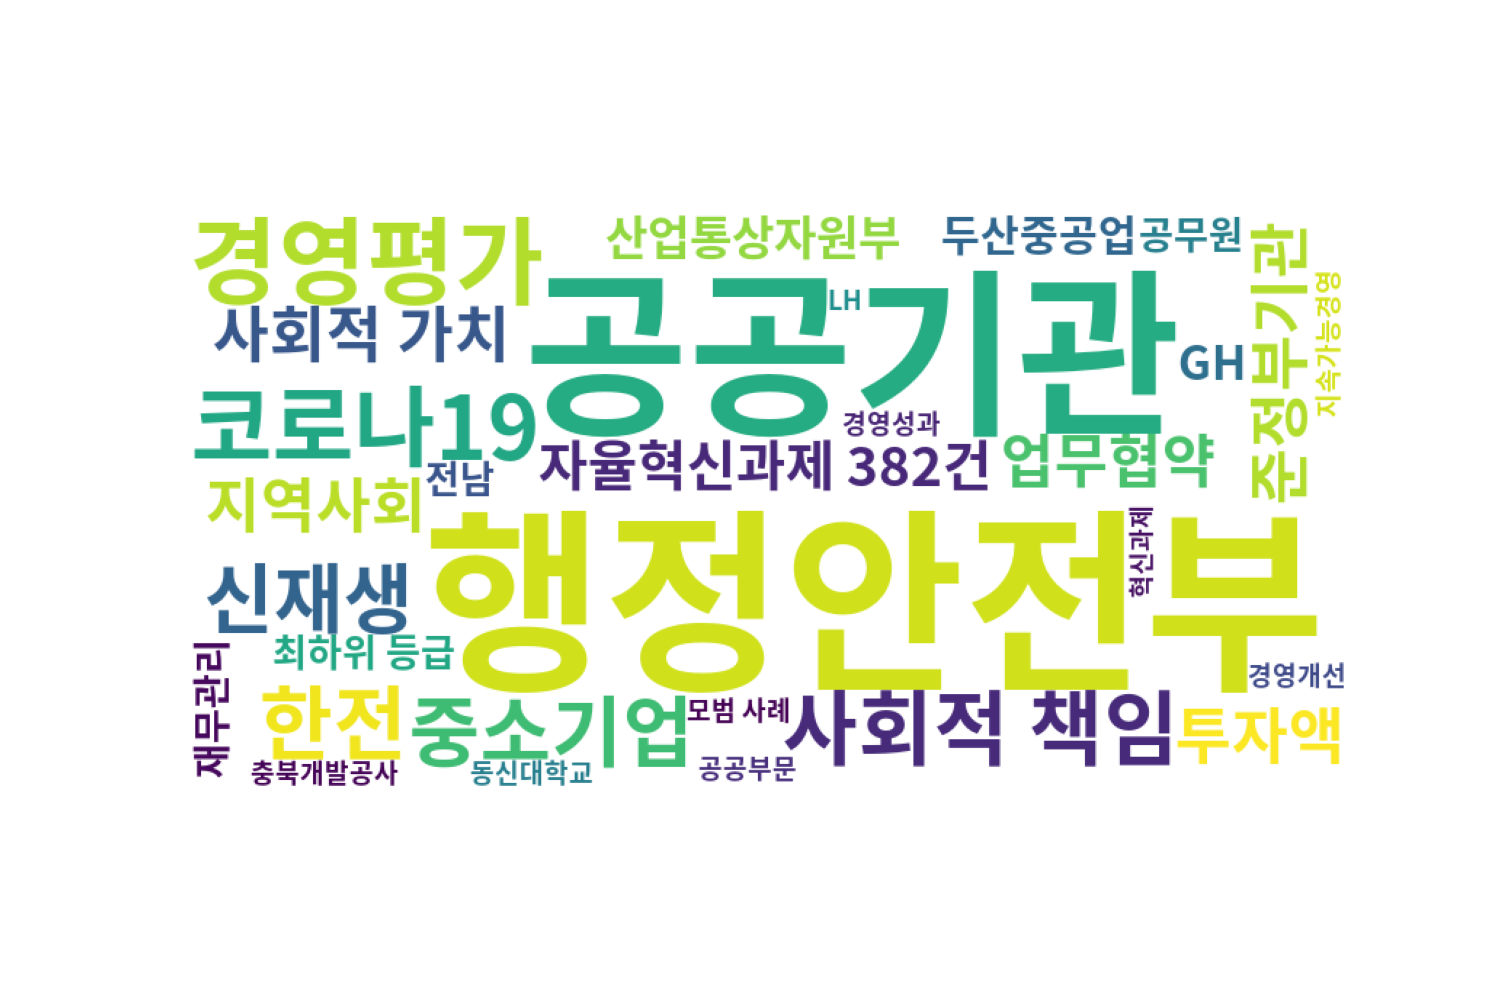 경영평가
산업통상자원부
두산중공업
공무원
준정부기관
지속가능경영
사회적 가치
공공기관
LH
GH
코로나19
경영성과
자율혁신과제 382건
업무협약
전남
지역사회
행정안전부
혁신과제
신재생
최하위 등급
재무관리
경영개선
한전
중소기업
모범 사례
사회적 책임
투자액
충북개발공사
동신대학교
공공부문